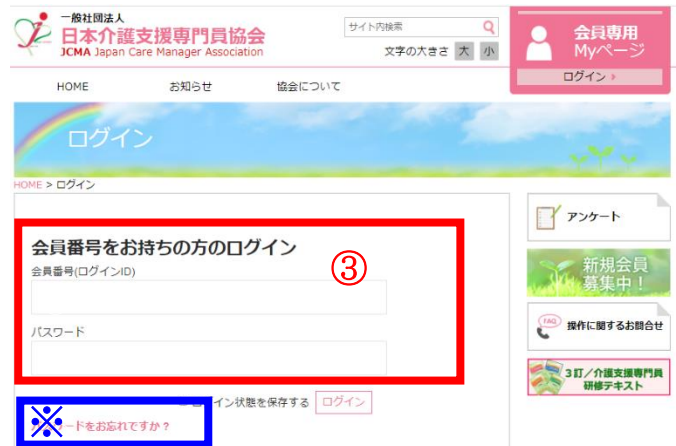 一般社団法人
日本介護支援専門員協会
JCMA Japan Care Manager Association
サイト内検索
文字の大きさ 大 小
会員専用
Myページ
ログイン
HOME お知らせ 協会について
ログイン
HOME > ログイン
会員番号をお持ちの方のログイン
③
会員番号(ログインID)
パスワード
イン状態を保存する ログイン
※
ードをお忘れですか？
アンケート
新規会員
募集中！
FAQ
操作に関するお問合せ
3訂/介護支援専門員
研修テキスト